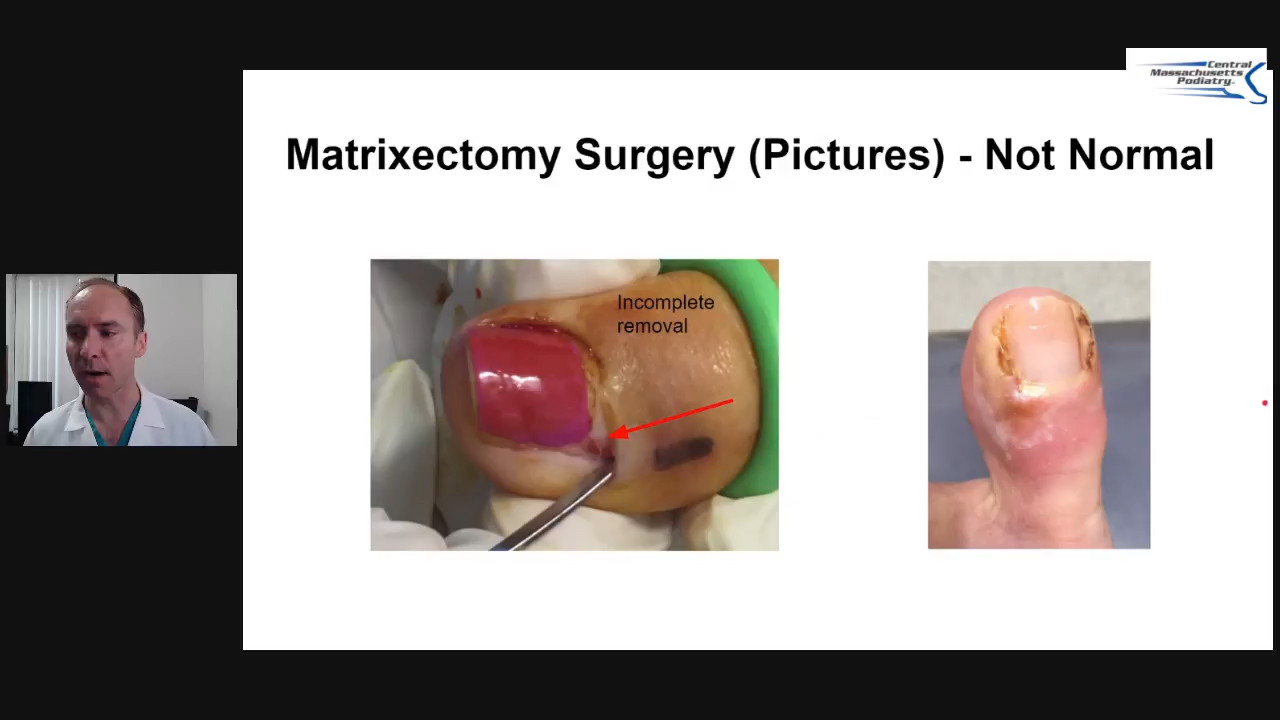 Central
Massachusetts
Podiatry
Matrixectomy Surgery (Pictures) - Not Normal
Incomplete
removal